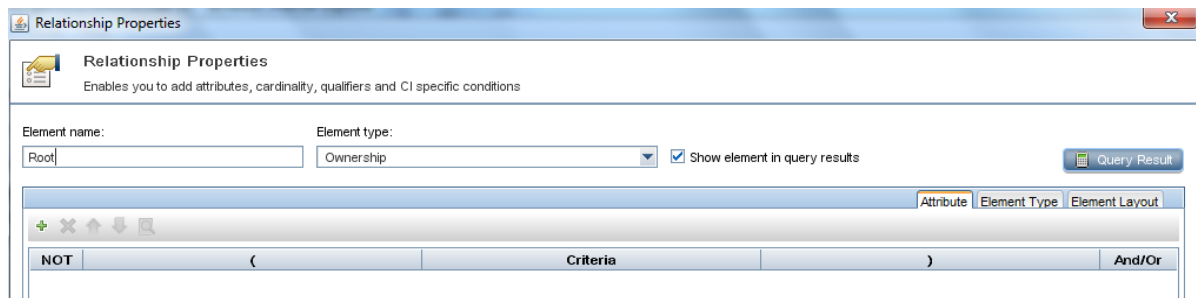 Relationship Properties
Relationship Properties
Enables you to add attributes, cardinality, qualifiers and CI specific conditions
Element name: Element type:
Root Ownership Show element in query results Query Result
Attribute Element Type Element Layout
NOT ( Criteria ) And/Or